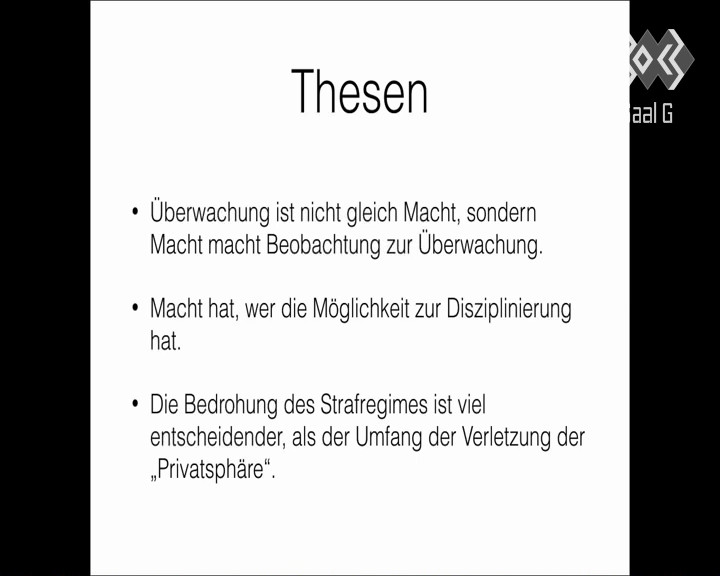 Thesen
• Überwachung ist nicht gleich Macht, sondern
Macht macht Beobachtung zur Überwachung.
• Macht hat, wer die Möglichkeit zur Disziplinierung
hat.
• Die Bedrohung des Strafregimes ist viel
entscheidender, als der Umfang der Verletzung der
„Privatsphäre“.
aal G